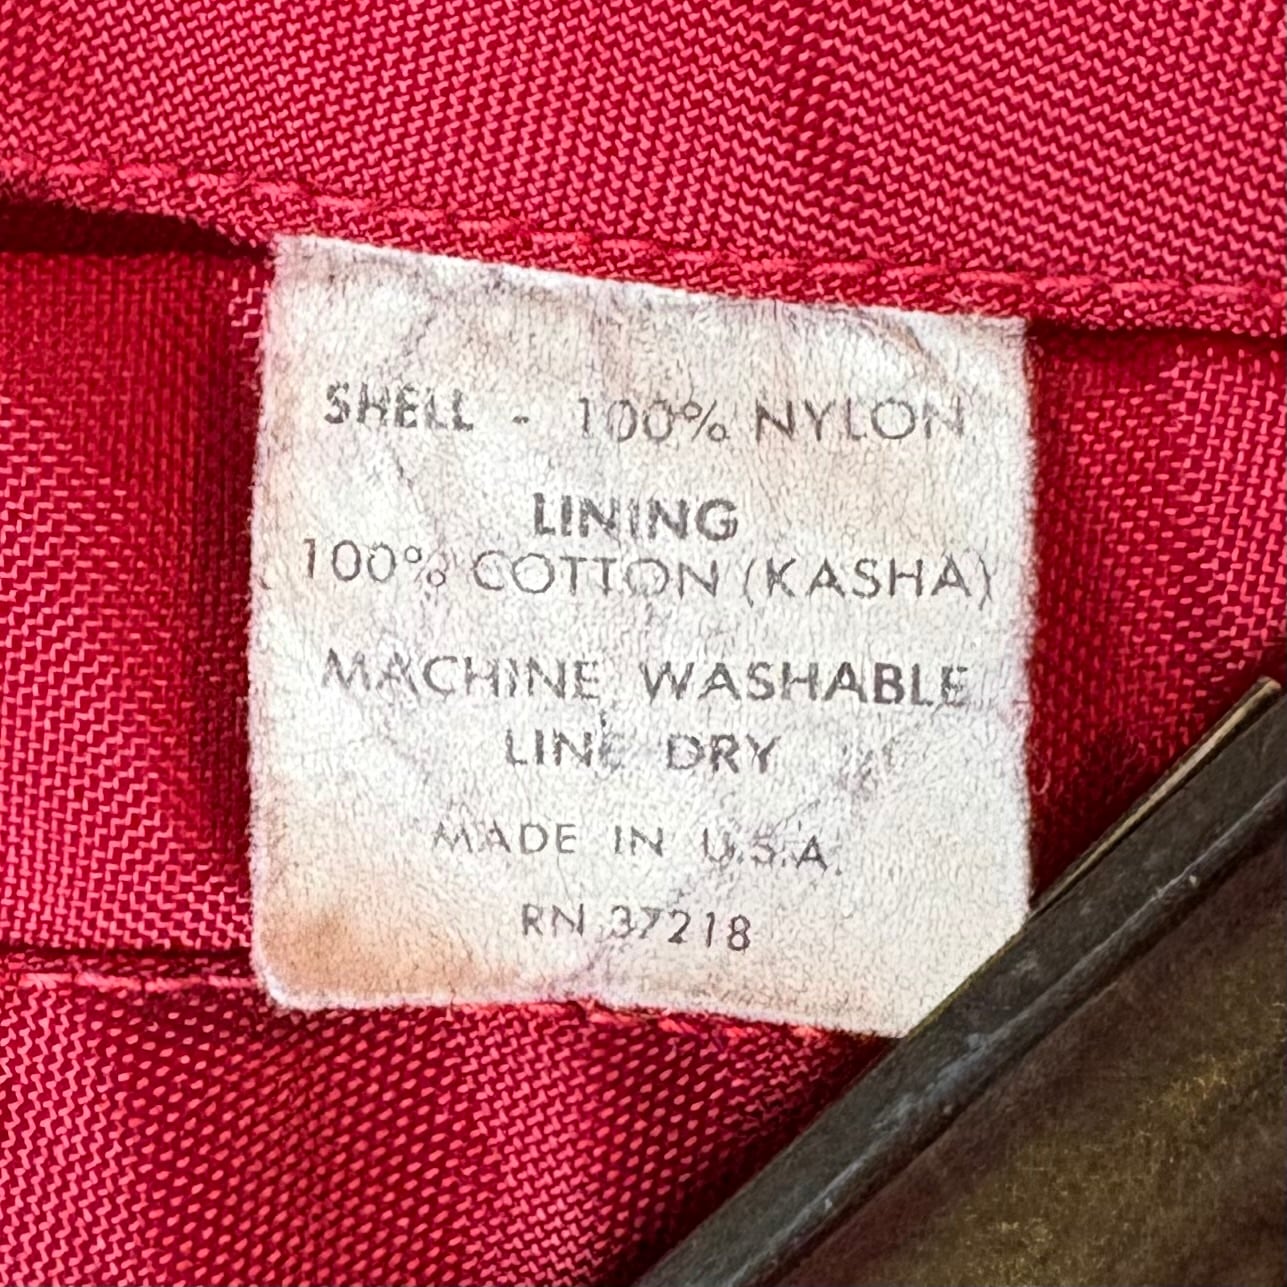 SHELL - 100% NYLON
LINING
100% COTTON (KASHA)
MACHINE WASHABLE
LINE DRY
MADE IN U.S.A.
RN 37218